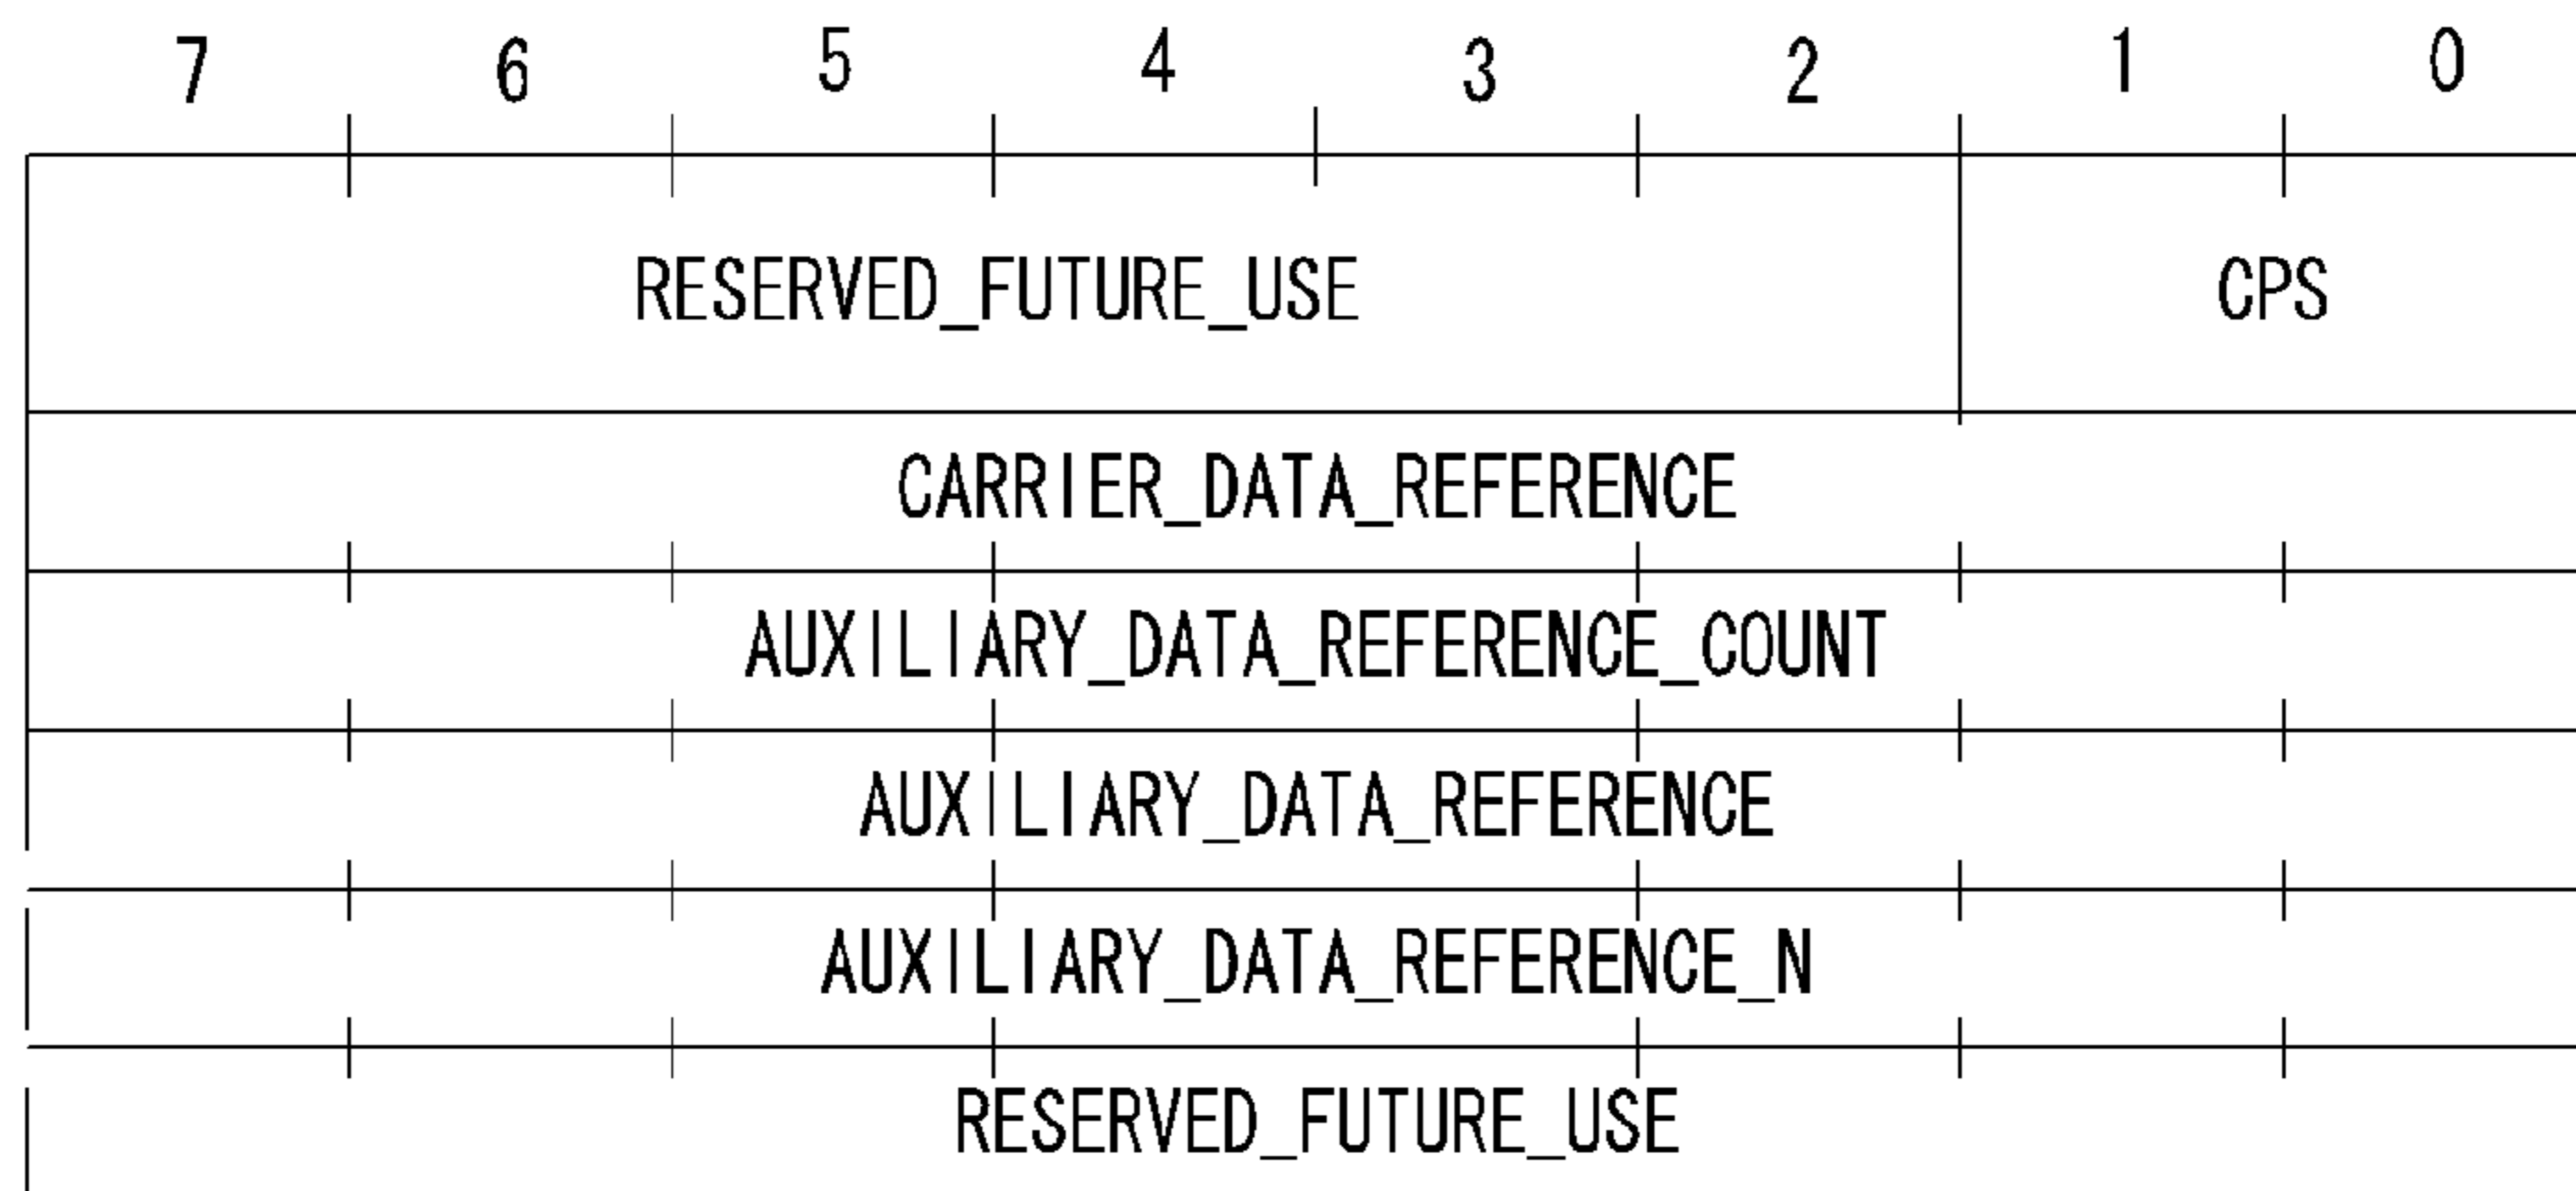 7 6 5 4 3 2 1 0
RESERVED_FUTURE_USE CPS
CARRIER_DATA_REFERENCE
AUXILIARY_DATA_REFERENCE_COUNT
AUXILIARY_DATA_REFERENCE
AUXILIARY_DATA_REFERENCE_N
RESERVED_FUTURE_USE